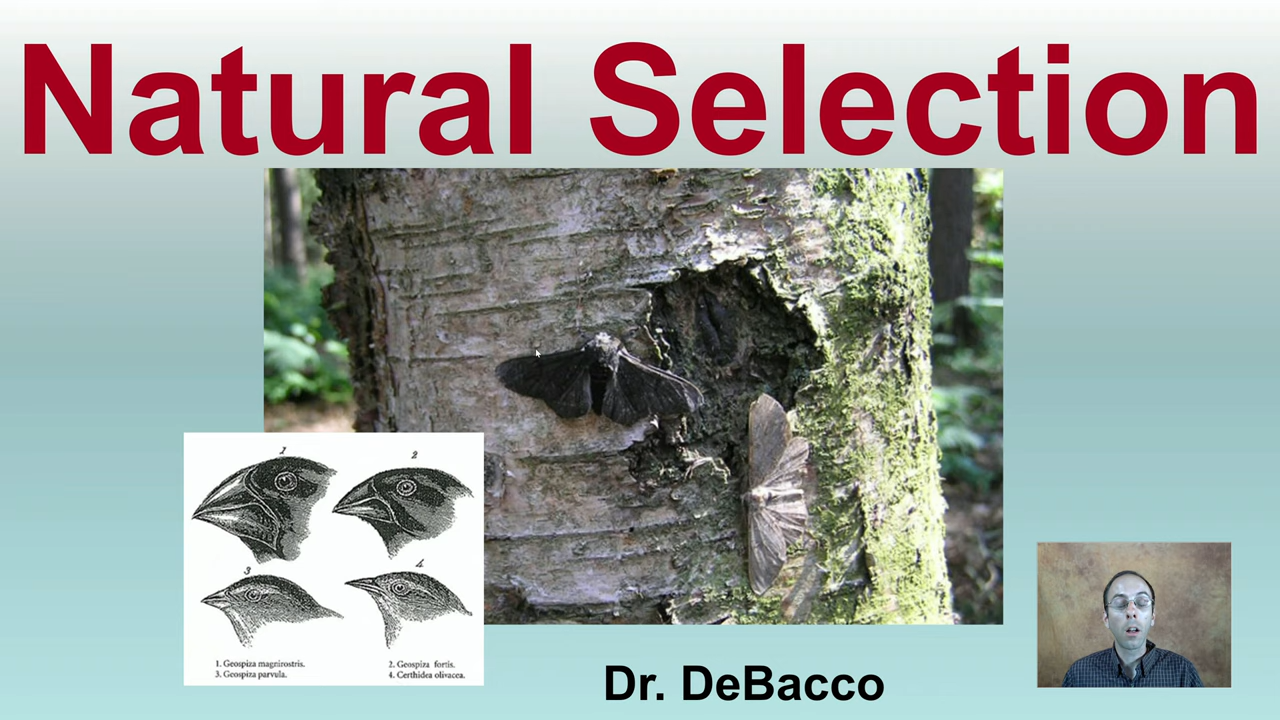 Natural Selection
1
2
3
4
1. Geospiza magnirostris.
2. Geospiza fortis.
3. Geospiza parvula.
4. Certhidea olivacea.
Dr. DeBacco